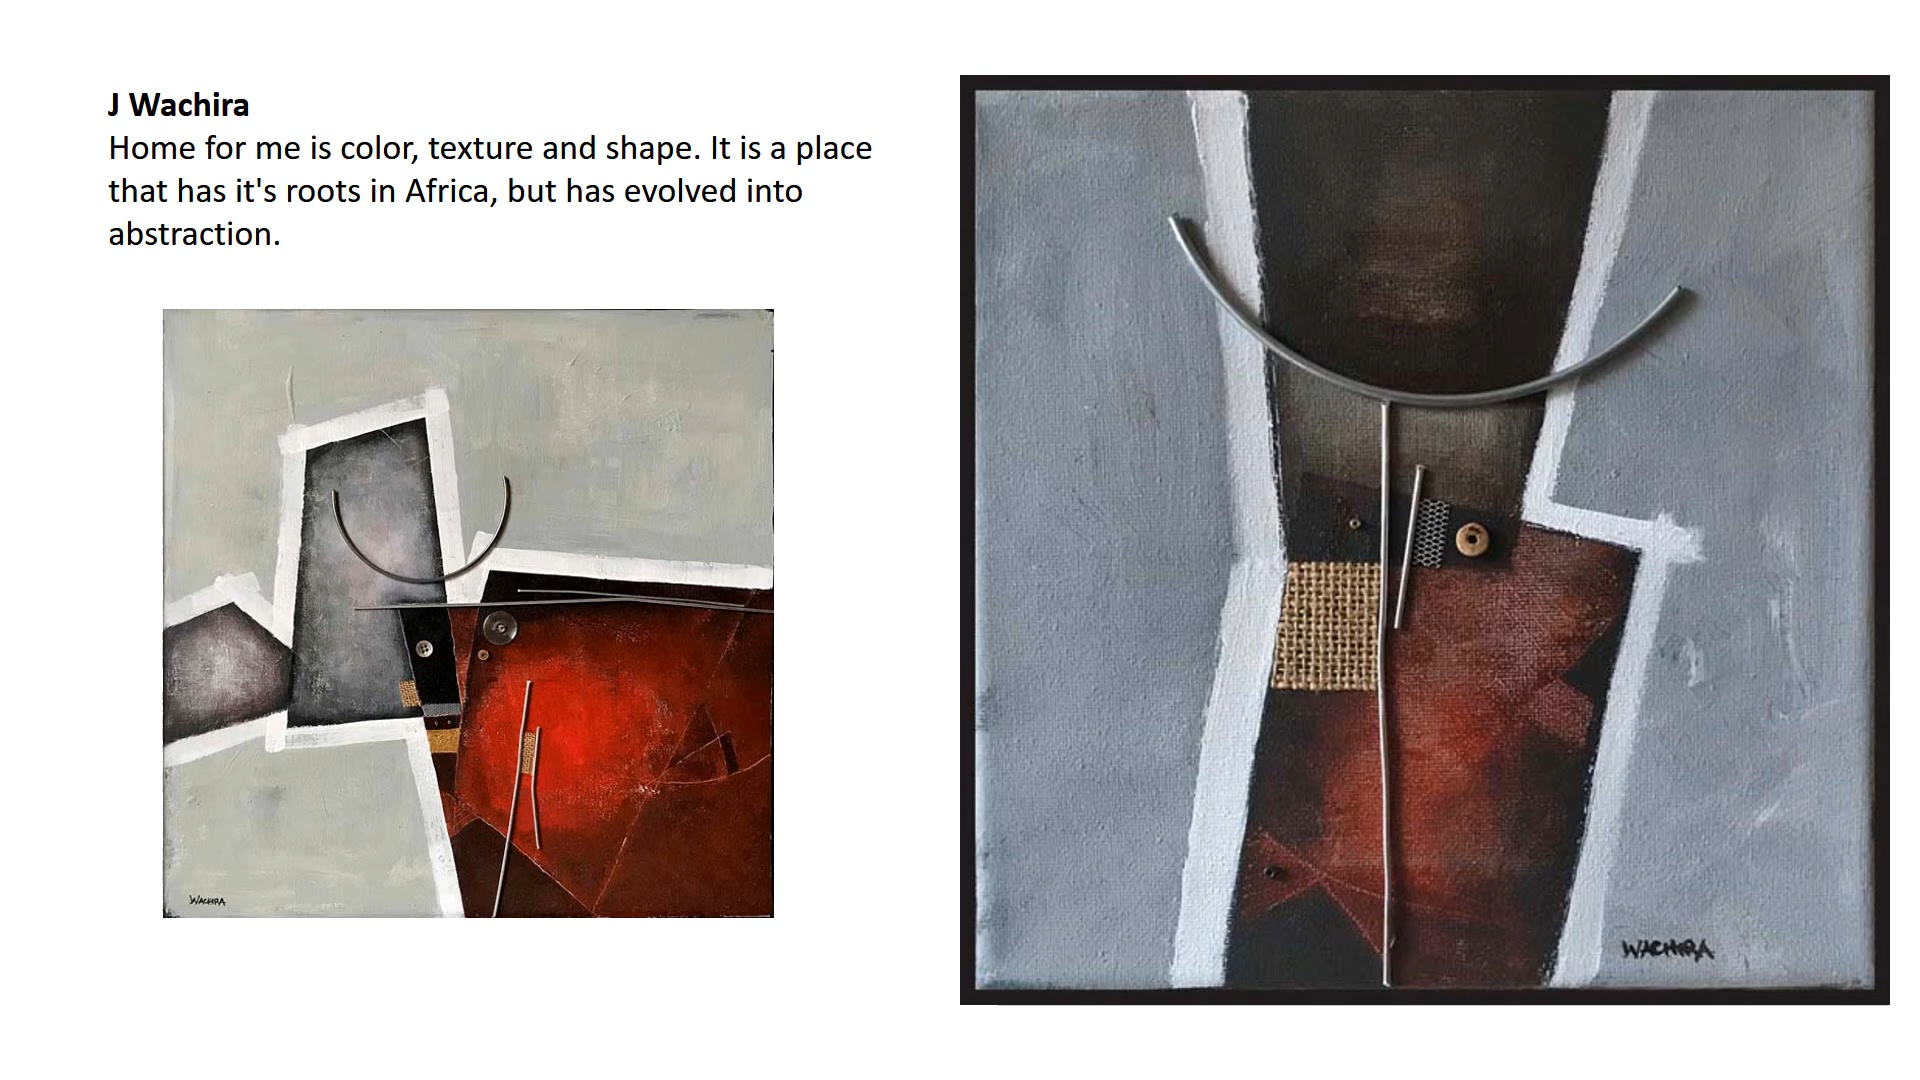 J Wachira
Home for me is color, texture and shape. It is a place
that has it's roots in Africa, but has evolved into
abstraction.
WACHIRA
WACHIRA